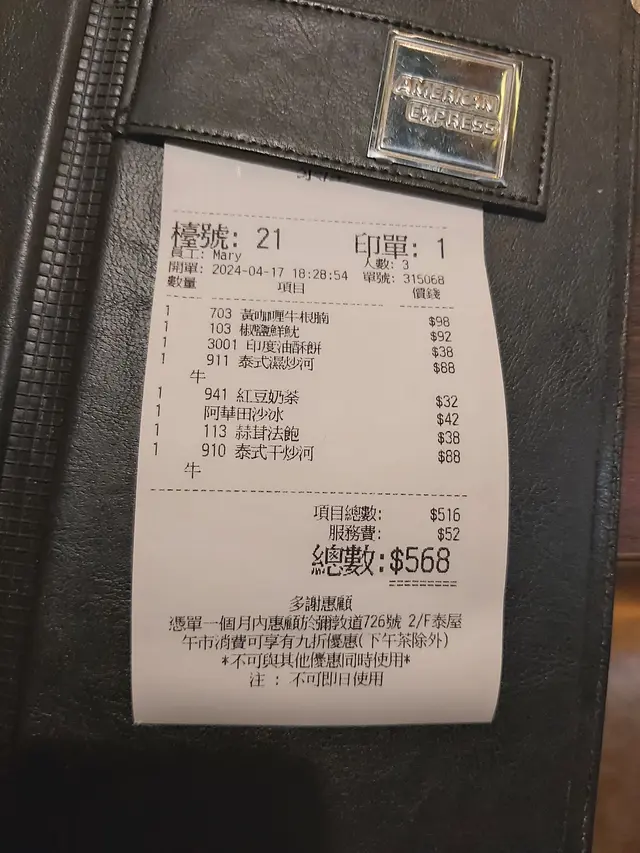 AMERICAN
EXPRESS
檯號: 21 印單: 1
員工: Mary 人數: 3
開單: 2024-04-17 18:28:54 單號: 315068
數量 項目 價錢
1 703 黃咖喱牛根腩 $98
1 103 椒鹽鮮魷 $92
1 3001 印度油酥餅 $38
1 911 泰式濕炒河 $88
牛
1 941 紅豆奶茶 $32
1 阿華田沙冰 $42
1 113 蒜茸法飽 $38
1 910 泰式干炒河 $88
牛
項目總數: $516
服務費: $52
總數:$568
多謝惠顧
憑單一個月內惠顧於彌敦道726號 2/F泰屋
午市消費可享有九折優惠(下午茶除外)
*不可與其他優惠同時使用*
注 : 不可即日使用